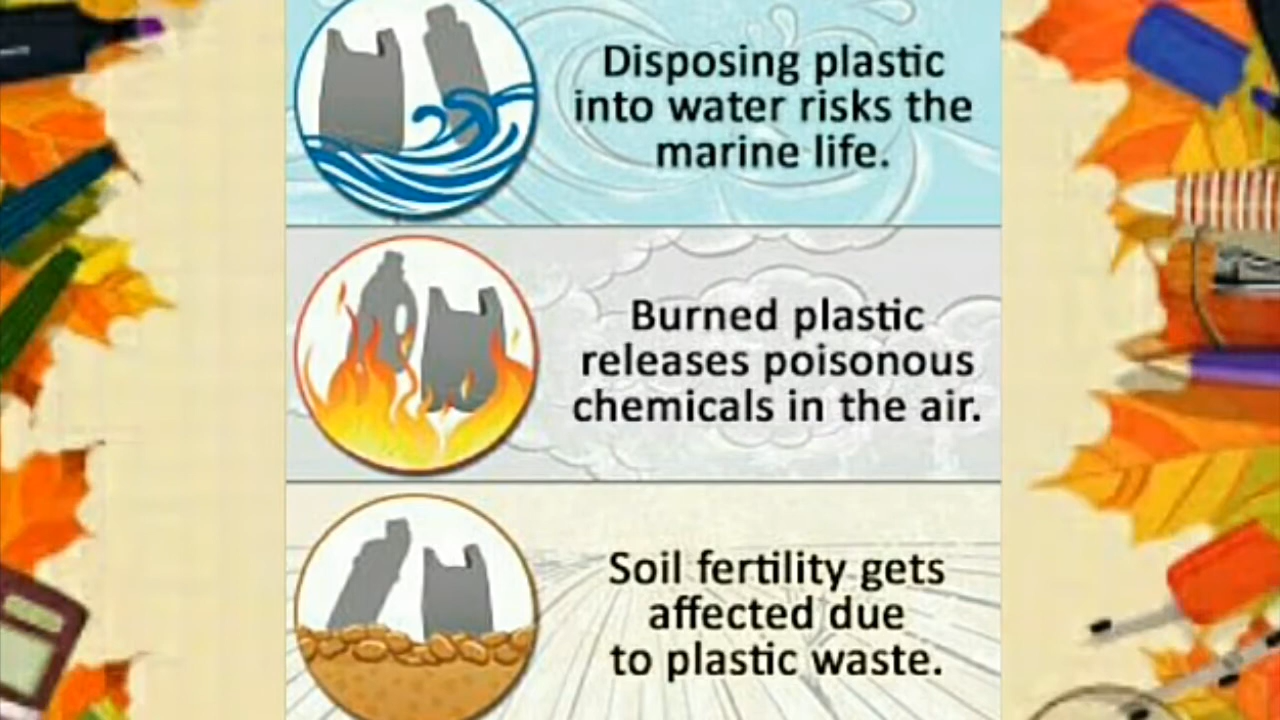 Disposing plastic
into water risks the
marine life.
Burned plastic
releases poisonous
chemicals in the air.
Soil fertility gets
affected due
to plastic waste.